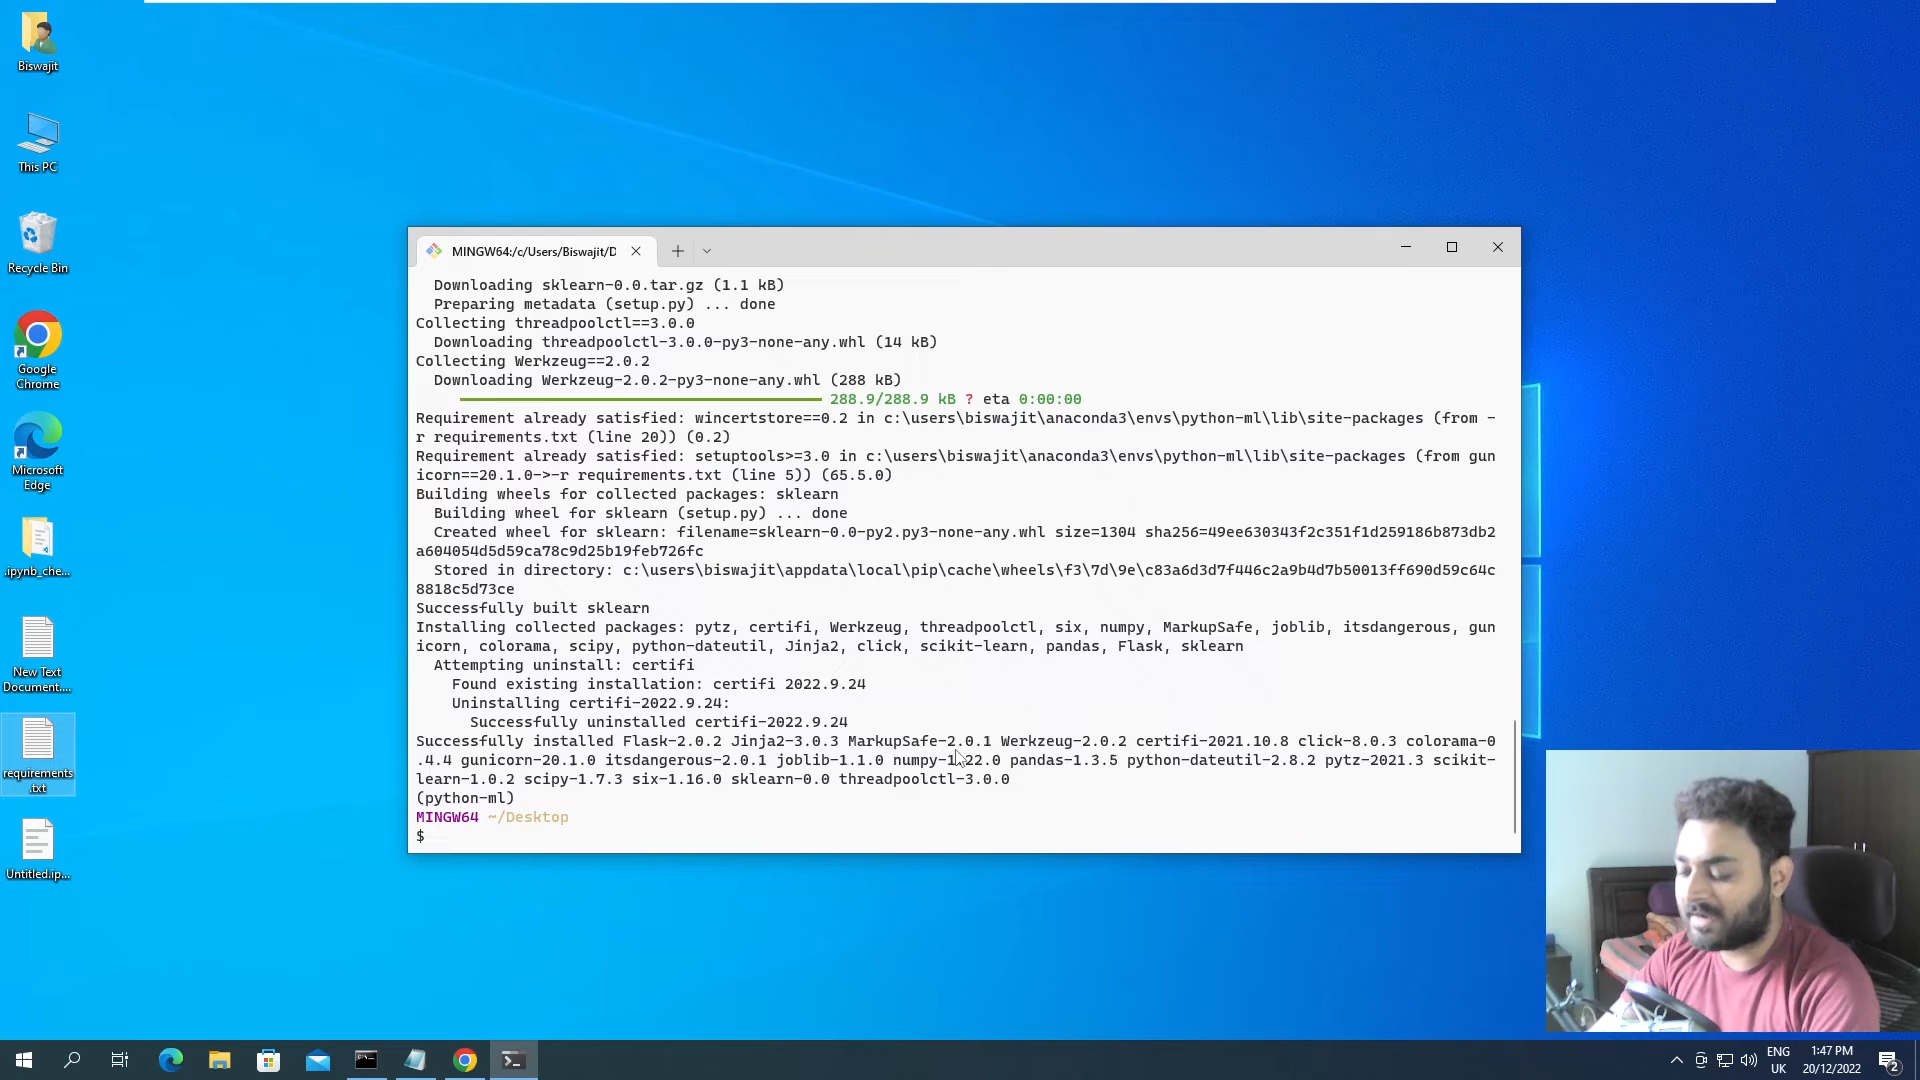 Biswajit
This PC
Recycle Bin
Google
Chrome
Microsoft
Edge
.ipynb_che...
New Text
Document....
requirements
.txt
Untitled.ip...
MINGW64:/c/Users/Biswajit/D
Downloading sklearn-0.0.tar.gz (1.1 kB)
Preparing metadata (setup.py) ... done
Collecting threadpoolctl==3.0.0
Downloading threadpoolctl-3.0.0-py3-none-any.whl (14 kB)
Collecting Werkzeug==2.0.2
Downloading Werkzeug-2.0.2-py3-none-any.whl (288 kB)
288.9/288.9 kB ? eta 0:00:00
Requirement already satisfied: wincertstore==0.2 in c:\users\biswajit\anaconda3\envs\python-ml\lib\site-packages (from -
r requirements.txt (line 20)) (0.2)
Requirement already satisfied: setuptools>=3.0 in c:\users\biswajit\anaconda3\envs\python-ml\lib\site-packages (from gun
icorn==20.1.0->-r requirements.txt (line 5)) (65.5.0)
Building wheels for collected packages: sklearn
Building wheel for sklearn (setup.py) ... done
Created wheel for sklearn: filename=sklearn-0.0-py2.py3-none-any.whl size=1304 sha256=49ee630343f2c351f1d259186b873db2
a604054d5d59ca78c9d25b19feb726fc
Stored in directory: c:\users\biswajit\appdata\local\pip\cache\wheels\f3\7d\9e\c83a6d3d7f446c2a9b4d7b50013ff690d59c64c
8818c5d73ce
Successfully built sklearn
Installing collected packages: pytz, certifi, Werkzeug, threadpoolctl, six, numpy, MarkupSafe, joblib, itsdangerous, gun
icorn, colorama, scipy, python-dateutil, Jinja2, click, scikit-learn, pandas, Flask, sklearn
Attempting uninstall: certifi
Found existing installation: certifi 2022.9.24
Uninstalling certifi-2022.9.24:
Successfully uninstalled certifi-2022.9.24
Successfully installed Flask-2.0.2 Jinja2-3.0.3 MarkupSafe-2.0.1 Werkzeug-2.0.2 certifi-2021.10.8 click-8.0.3 colorama-0
.4.4 gunicorn-20.1.0 itsdangerous-2.0.1 joblib-1.1.0 numpy-1.22.0 pandas-1.3.5 python-dateutil-2.8.2 pytz-2021.3 scikit-
learn-1.0.2 scipy-1.7.3 six-1.16.0 sklearn-0.0 threadpoolctl-3.0.0
(python-ml)
MINGW64 ~/Desktop
$
ENG
UK
1:47 PM
20/12/2022
2